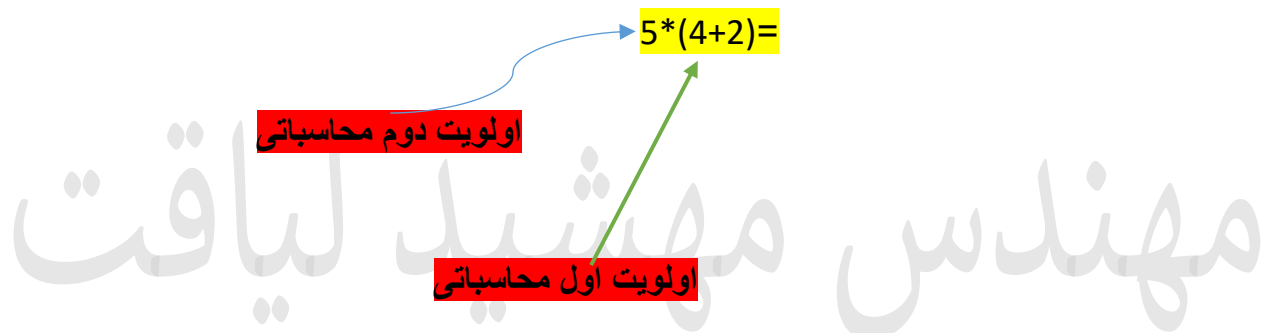 5*(4+2)=
اولویت دوم محاسباتی
مهندس مهشید لیاقت
اولویت اول محاسباتی